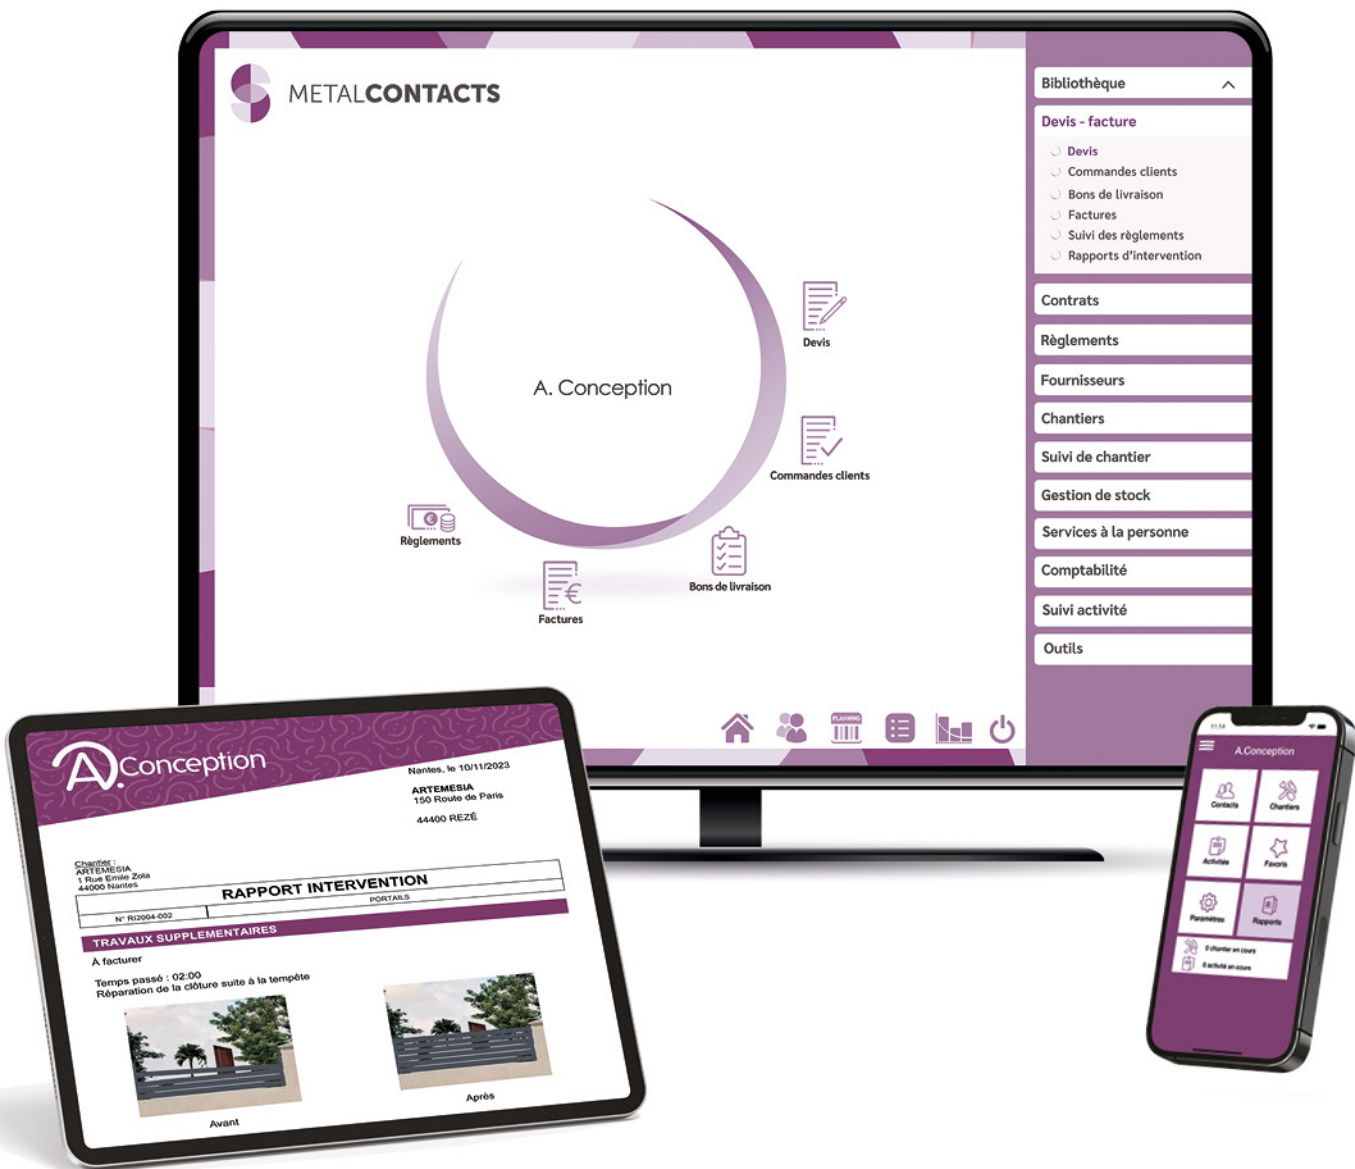 METALCONTACTS
A. Conception
Devis
Commandes clients
Bons de livraison
Factures
Règlements
PLANNING
Bibliothèque
Devis - facture
Devis
Commandes clients
Bons de livraison
Factures
Suivi des règlements
Rapports d'intervention
Contrats
Règlements
Fournisseurs
Chantiers
Suivi de chantier
Gestion de stock
Services à la personne
Comptabilité
Suivi activité
Outils
A.Conception
Nantes, le 10/11/2023
ARTEMESIA
150 Route de Paris
44400 REZÉ
Chantier :
ARTEMESIA
1 Rue Emile Zola
44000 Nantes
RAPPORT INTERVENTION
N° RI2004-002
PORTAILS
TRAVAUX SUPPLEMENTAIRES
À facturer
Temps passé : 02:00
Réparation de la clôture suite à la tempête
Avant
Après
11:14
A.Conception
Contacts
Chantiers
Activités
Favoris
Paramètres
Rapports
0 chantier en cours
0 activité en cours